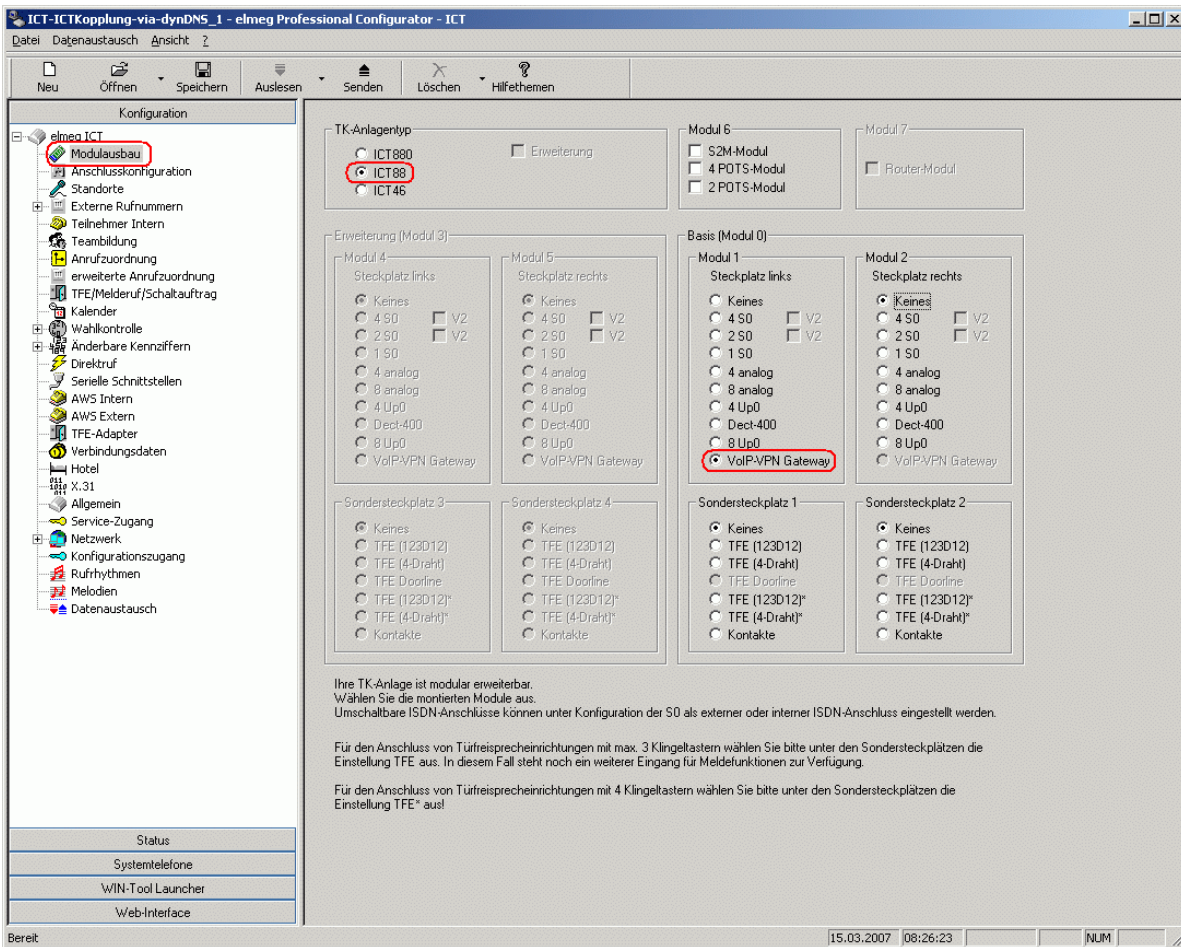 ICT-ICTKopplung-via-dynDNS_1 - elmeg Professional Configurator - ICT
Datei Datenaustausch Ansicht ?
Neu Öffnen Speichern Auslesen Senden Löschen Hilfethemen
Konfiguration
elmeg ICT
Modulausbau
Anschlusskonfiguration
Standorte
Externe Rufnummern
Teilnehmer Intern
Teambildung
Anrufzuordnung
erweiterte Anrufzuordnung
TFE/Melderuf/Schaltauftrag
Kalender
Wahlkontrolle
Änderbare Kennziffern
Direktruf
Serielle Schnittstellen
AWS Intern
AWS Extern
TFE-Adapter
Verbindungsdaten
Hotel
X.31
Allgemein
Service-Zugang
Netzwerk
Konfigurationszugang
Rufrhythmen
Melodien
Datenaustausch
Status
Systemtelefone
WIN-Tool Launcher
Web-Interface
TK-Anlagentyp
ICT880 Erweiterung
ICT88
ICT46
Modul 6
S2M-Modul
4 POTS-Modul
2 POTS-Modul
Modul 7
Router-Modul
Erweiterung (Modul 3)
Modul 4
Steckplatz links
Keines
4 S0 V2
2 S0 V2
1 S0
4 analog
8 analog
4 Up0
Dect-400
8 Up0
VoIP-VPN Gateway
Modul 5
Steckplatz rechts
Keines
4 S0 V2
2 S0 V2
1 S0
4 analog
8 analog
4 Up0
Dect-400
8 Up0
VoIP-VPN Gateway
Sondersteckplatz 3
Keines
TFE (123D12)
TFE (4-Draht)
TFE Doorline
TFE (123D12)*
TFE (4-Draht)*
Kontakte
Sondersteckplatz 4
Keines
TFE (123D12)
TFE (4-Draht)
TFE Doorline
TFE (123D12)*
TFE (4-Draht)*
Kontakte
Basis (Modul 0)
Modul 1
Steckplatz links
Keines
4 S0 V2
2 S0 V2
1 S0
4 analog
8 analog
4 Up0
Dect-400
8 Up0
VoIP-VPN Gateway
Modul 2
Steckplatz rechts
Keines
4 S0 V2
2 S0 V2
1 S0
4 analog
8 analog
4 Up0
Dect-400
8 Up0
VoIP-VPN Gateway
Sondersteckplatz 1
Keines
TFE (123D12)
TFE (4-Draht)
TFE Doorline
TFE (123D12)*
TFE (4-Draht)*
Kontakte
Sondersteckplatz 2
Keines
TFE (123D12)
TFE (4-Draht)
TFE Doorline
TFE (123D12)*
TFE (4-Draht)*
Kontakte
Ihre TK-Anlage ist modular erweiterbar.
Wählen Sie die montierten Module aus.
Umschaltbare ISDN-Anschlüsse können unter Konfiguration der S0 als externer oder interner ISDN-Anschluss eingestellt werden.
Für den Anschluss von Türfreisprecheinrichtungen mit max. 3 Klingeltastern wählen Sie bitte unter den Sondersteckplätzen die
Einstellung TFE aus. In diesem Fall steht noch ein weiterer Eingang für Meldefunktionen zur Verfügung.
Für den Anschluss von Türfreisprecheinrichtungen mit 4 Klingeltastern wählen Sie bitte unter den Sondersteckplätzen die
Einstellung TFE* aus!
Bereit 15.03.2007 08:26:23 NUM